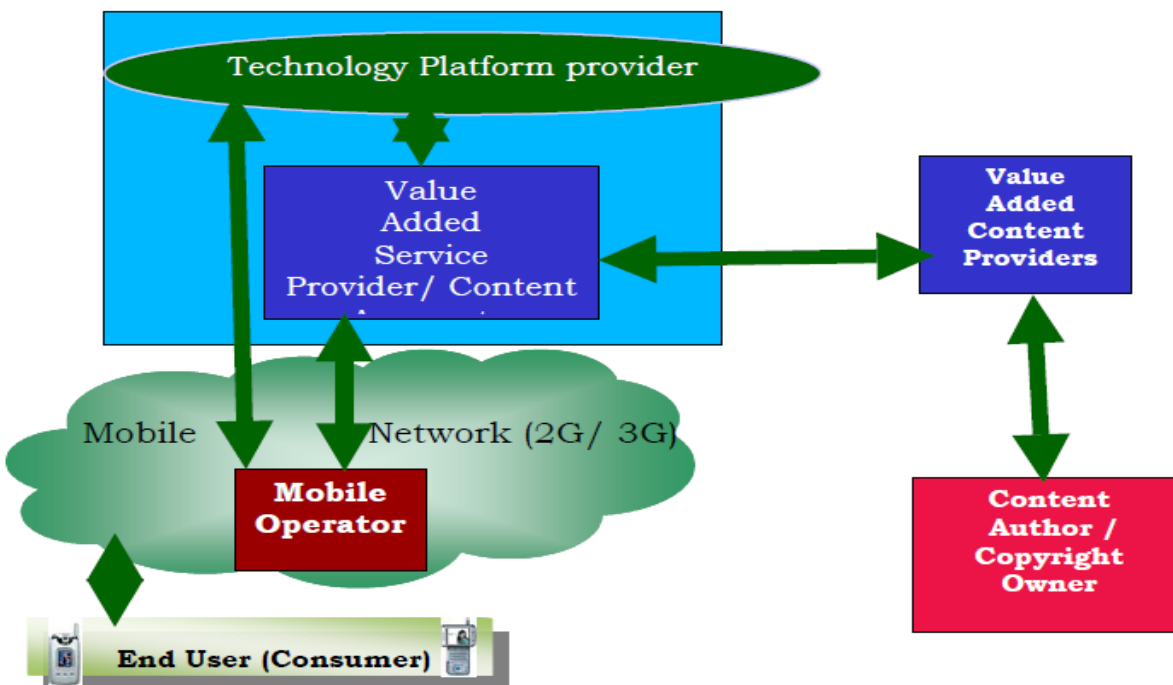 Technology Platform provider
Value
Added
Service
Provider/ Content
Value
Added
Content
Providers
Mobile Network (2G/ 3G)
Mobile
Operator
Content
Author /
Copyright
Owner
End User (Consumer)